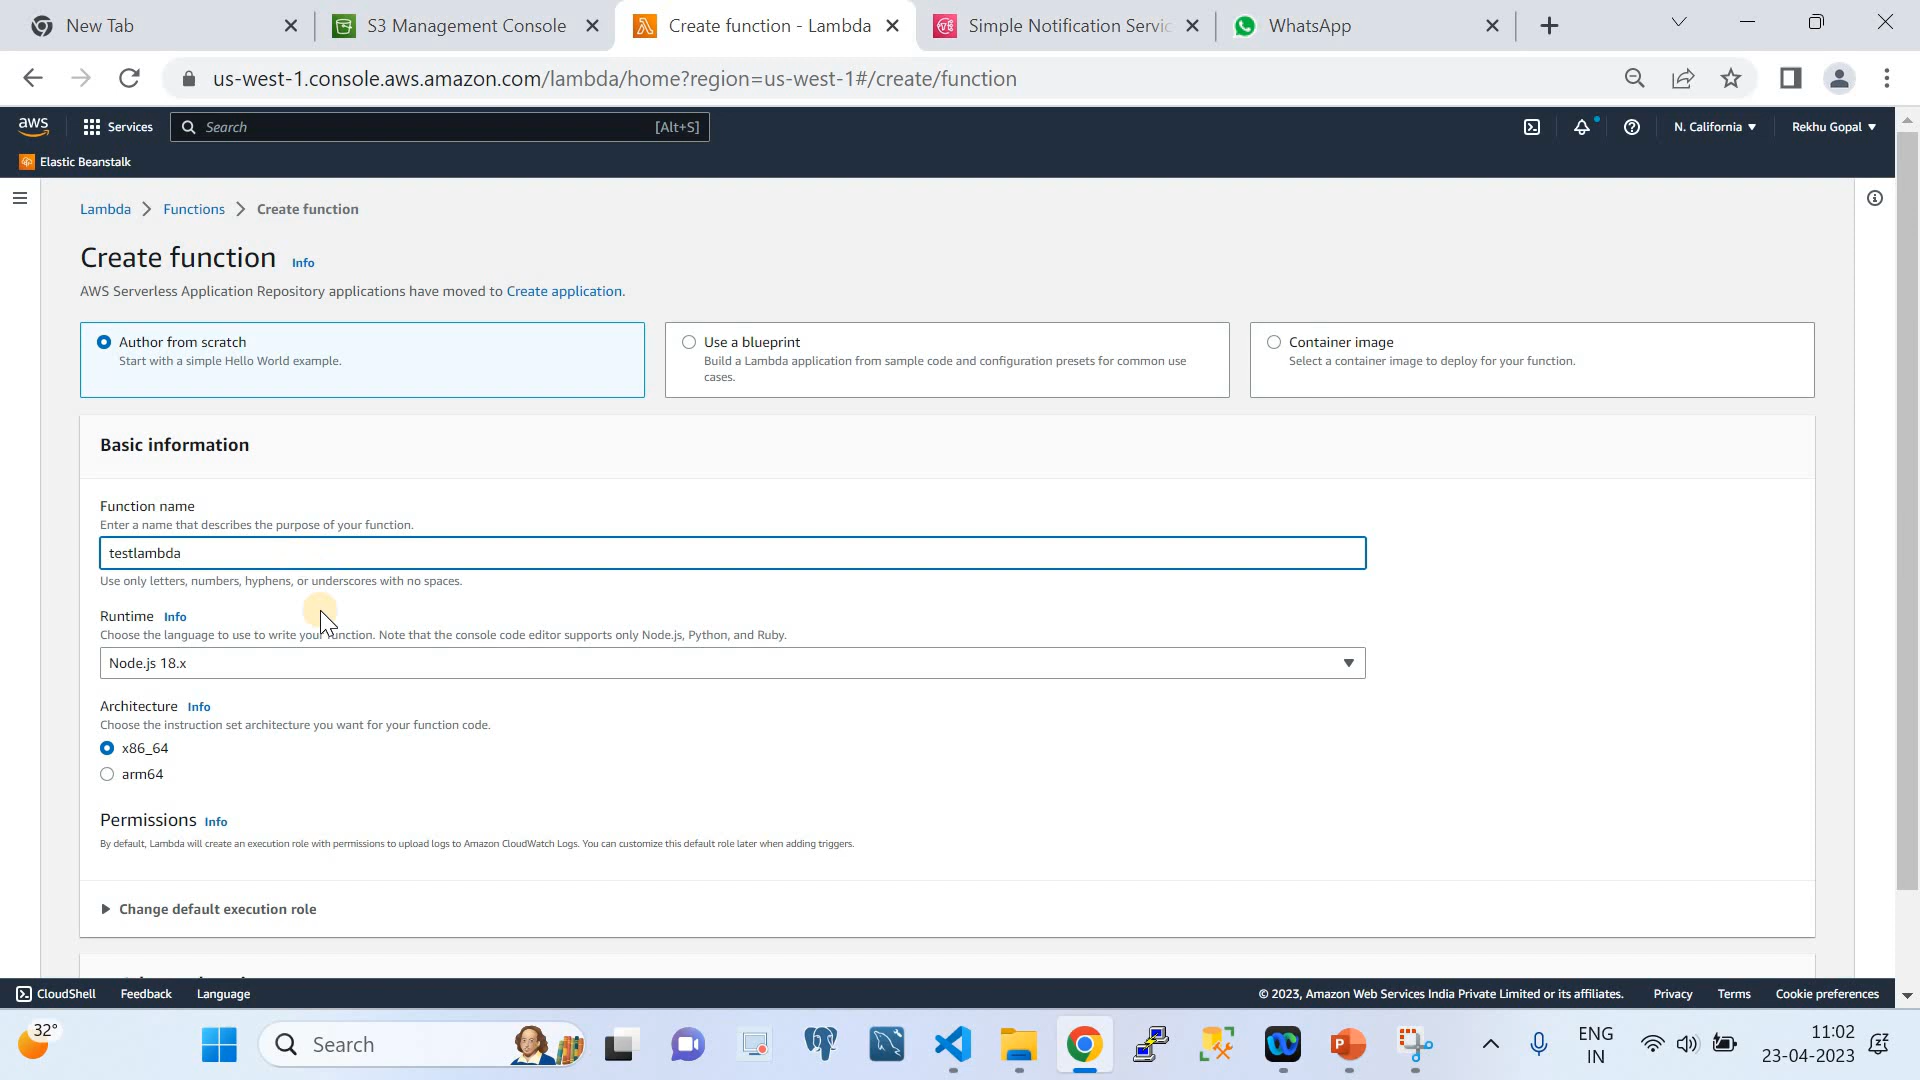 New Tab
S3 Management Console
Create function - Lambda
Simple Notification Servic
WhatsApp
us-west-1.console.aws.amazon.com/lambda/home?region=us-west-1#/create/function
aws
Services
Search
[Alt+S]
N. California
Rekhu Gopal
Elastic Beanstalk
Lambda
Functions
Create function
Create function Info
AWS Serverless Application Repository applications have moved to Create application.
Author from scratch
Start with a simple Hello World example.
Use a blueprint
Build a Lambda application from sample code and configuration presets for common use
cases.
Container image
Select a container image to deploy for your function.
Basic information
Function name
Enter a name that describes the purpose of your function.
testlambda
Use only letters, numbers, hyphens, or underscores with no spaces.
Runtime Info
Choose the language to use to write your function. Note that the console code editor supports only Node.js, Python, and Ruby.
Node.js 18.x
Architecture Info
Choose the instruction set architecture you want for your function code.
x86_64
arm64
Permissions Info
By default, Lambda will create an execution role with permissions to upload logs to Amazon CloudWatch Logs. You can customize this default role later when adding triggers.
Change default execution role
CloudShell
Feedback
Language
© 2023, Amazon Web Services India Private Limited or its affiliates.
Privacy
Terms
Cookie preferences
32°
Search
ENG
IN
11:02
23-04-2023